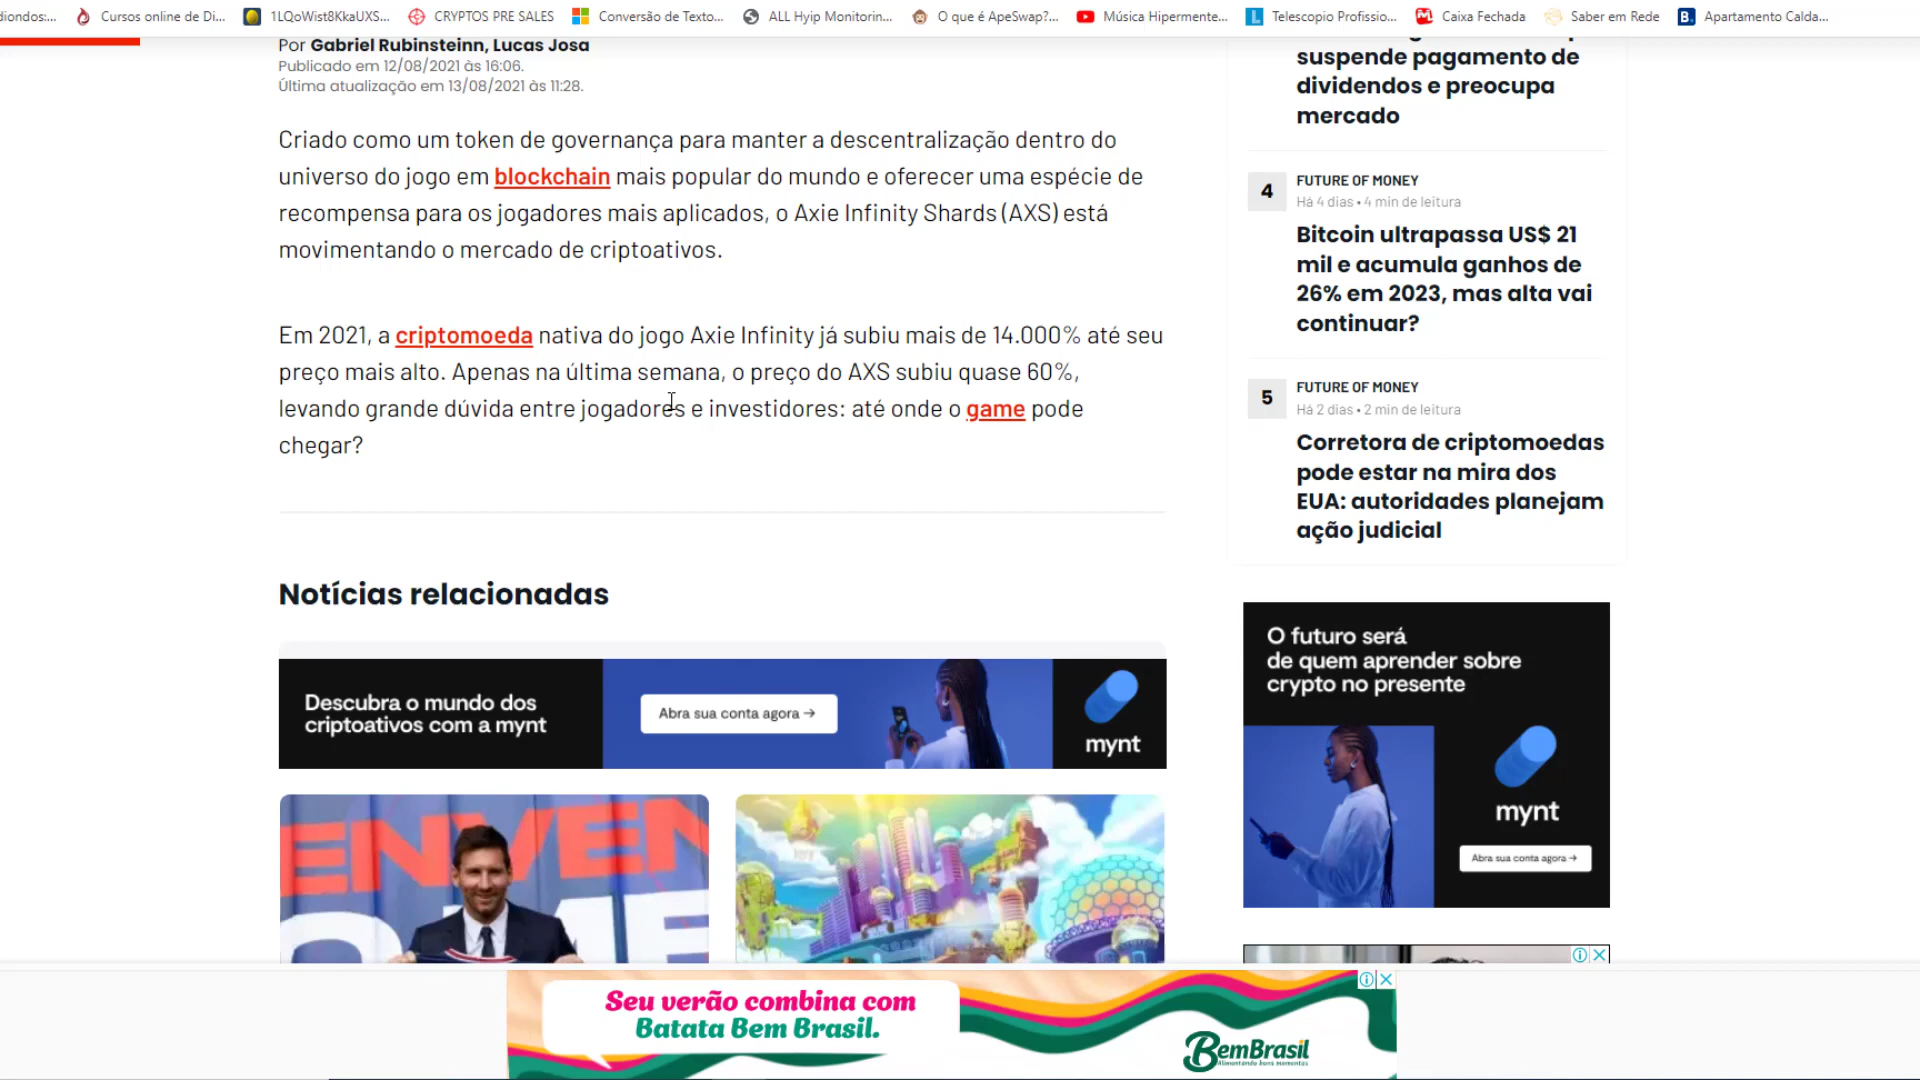 diondos:...
Cursos online de Di...
1LQoWist8KkaUXS...
CRYPTOS PRE SALES
Conversão de Texto...
ALL Hyip Monitorin...
O que é ApeSwap?...
Música Hipermente...
Telescopio Profissio...
Caixa Fechada
Saber em Rede
B.
Apartamento Calda...
Por Gabriel Rubinsteinn, Lucas Josa
Publicado em 12/08/2021 às 16:06.
Última atualização em 13/08/2021 às 11:28.
Criado como um token de governança para manter a descentralização dentro do
universo do jogo em blockchain mais popular do mundo e oferecer uma espécie de
recompensa para os jogadores mais aplicados, o Axie Infinity Shards (AXS) está
movimentando o mercado de criptoativos.
Em 2021, a criptomoeda nativa do jogo Axie Infinity já subiu mais de 14.000% até seu
preço mais alto. Apenas na última semana, o preço do AXS subiu quase 60%,
levando grande dúvida entre jogadores e investidores: até onde o game pode
chegar?
Notícias relacionadas
Descubra o mundo dos
criptoativos com a mynt
Abra sua conta agora →
mynt
suspende pagamento de
dividendos e preocupa
mercado
4
FUTURE OF MONEY
Há 4 dias • 4 min de leitura
Bitcoin ultrapassa US$ 21
mil e acumula ganhos de
26% em 2023, mas alta vai
continuar?
5
FUTURE OF MONEY
Há 2 dias • 2 min de leitura
Corretora de criptomoedas
pode estar na mira dos
EUA: autoridades planejam
ação judicial
O futuro será
de quem aprender sobre
crypto no presente
mynt
Abra sua conta agora →
Seu verão combina com
Batata Bem Brasil.
BemBrasil
Alimentando bons momentos